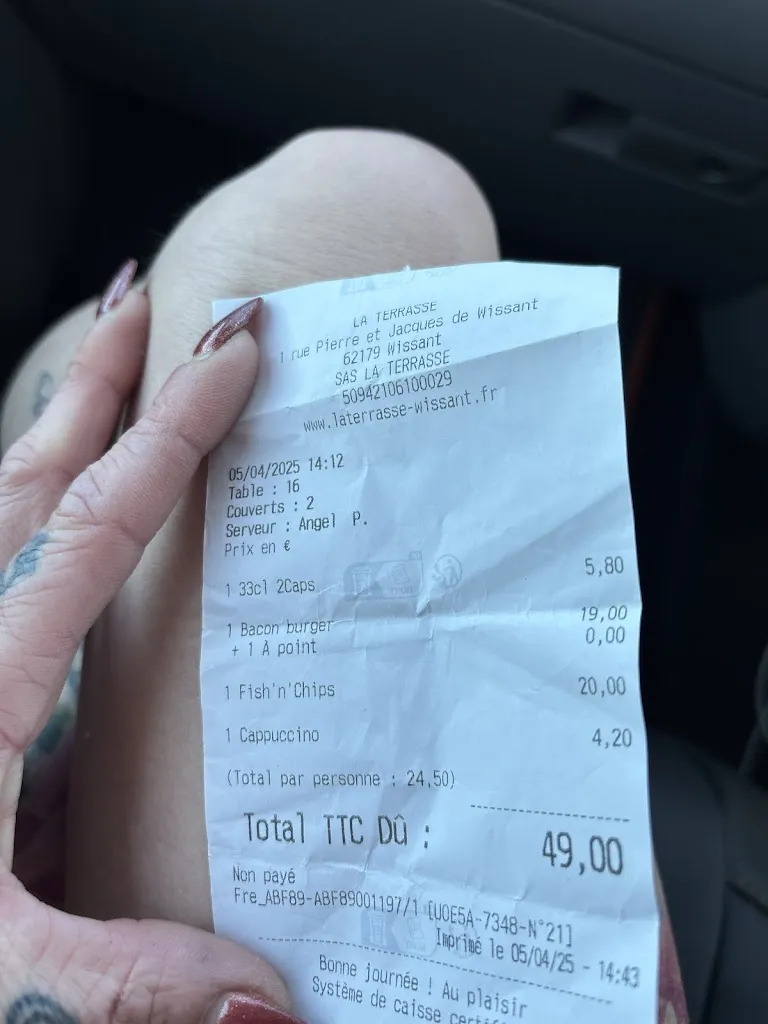 LA TERRASSE
1 rue Pierre et Jacques de Wissant
62179 Wissant
SAS LA TERRASSE
50942106100029
www.laterrasse-wissant.fr
05/04/2025 14:12
Table : 16
Couverts : 2
Serveur : Angel P.
Prix en €
1 33cl 2Caps 5,80
1 Bacon burger 19,00
+ 1 À point 0,00
1 Fish'n'Chips 20,00
1 Cappuccino 4,20
(Total par personne : 24,50)
Total TTC DÛ : 49,00
Non payé
Fre_ABF89-ABF89001197/1 [U0E5A-7348-N°21]
Imprimé le 05/04/25 - 14:43
Bonne journée ! Au plaisir
Système de caisse